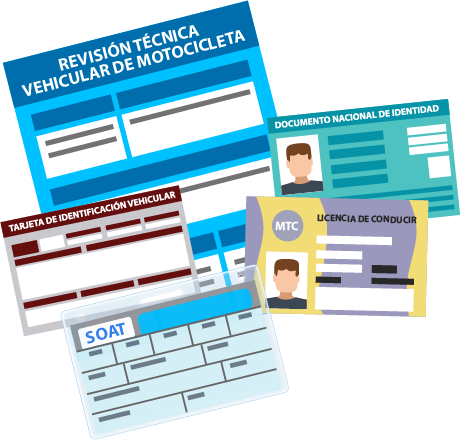 REVISIÓN TÉCNICA
VEHICULAR DE MOTOCICLETA
DOCUMENTO NACIONAL DE IDENTIDAD
TARJETA DE IDENTIFICACIÓN VEHICULAR
MTC
LICENCIA DE CONDUCIR
SOAT